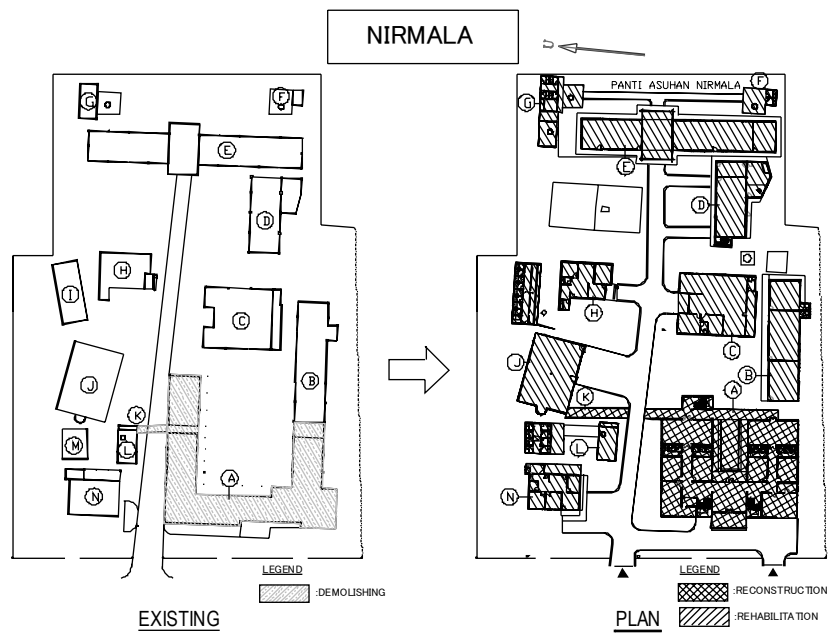 NIRMALA
PANTI ASUHAN NIRMALA
G
F
E
D
H
I
C
J
B
K
L
M
A
N
LEGEND
:DEMOLISHING
EXISTING
F
G
E
D
H
C
J
B
A
K
L
N
LEGEND
:RECONSTRUCTION
:REHABILITATION
PLAN